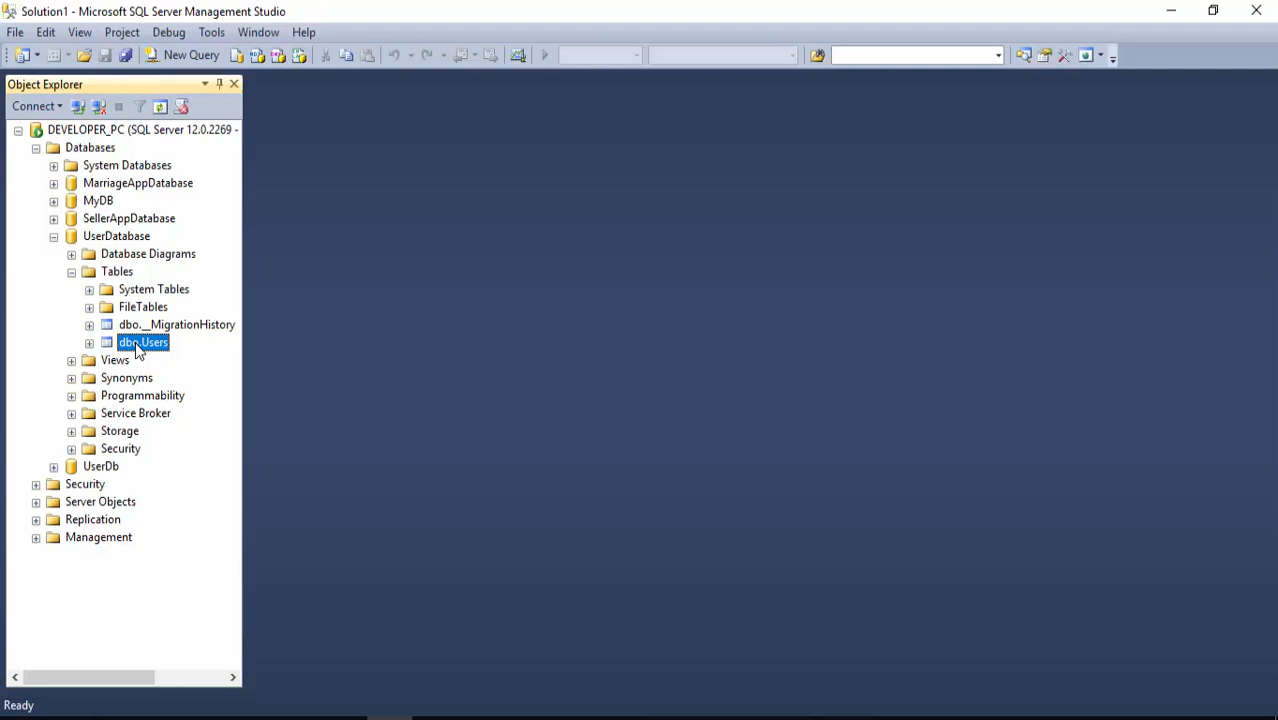 Solution1 - Microsoft SQL Server Management Studio
File Edit View Project Debug Tools Window Help
New Query
Object Explorer
Connect
DEVELOPER_PC (SQL Server 12.0.2269 -
Databases
System Databases
MarriageAppDatabase
MyDB
SellerAppDatabase
UserDatabase
Database Diagrams
Tables
System Tables
FileTables
dbo.__MigrationHistory
dbo.Users
Views
Synonyms
Programmability
Service Broker
Storage
Security
UserDb
Security
Server Objects
Replication
Management
Ready